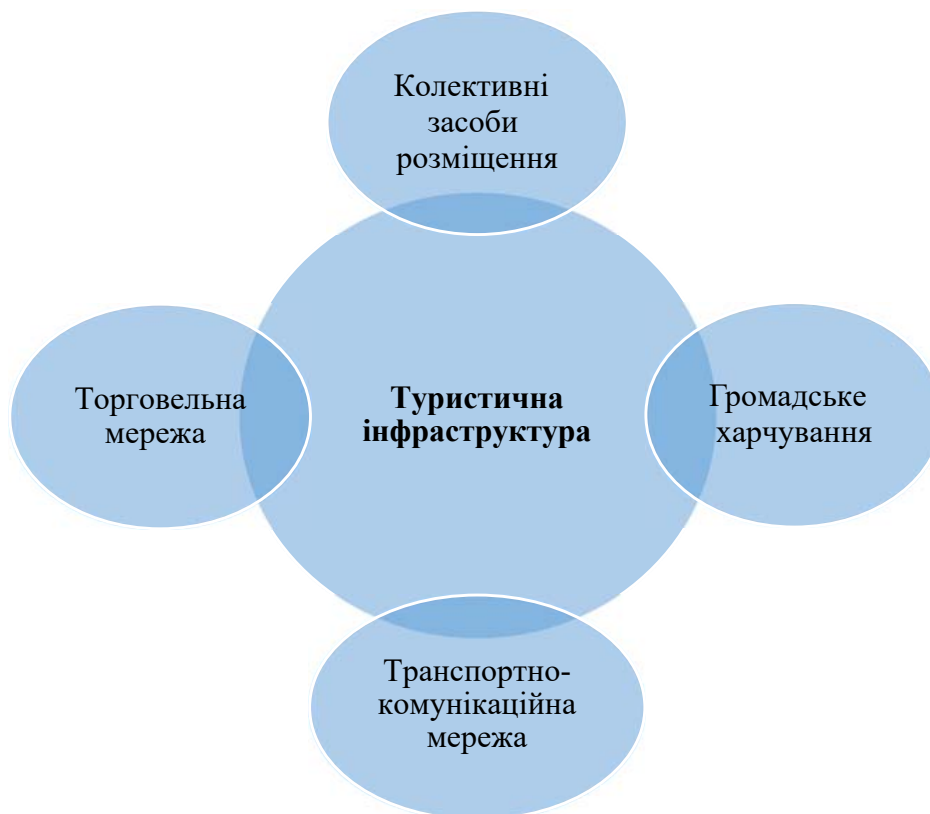 Колективні
засоби
розміщення
Торговельна
мережа
Туристична
інфраструктура
Громадське
харчування
Транспортно-
комунікаційна
мережа